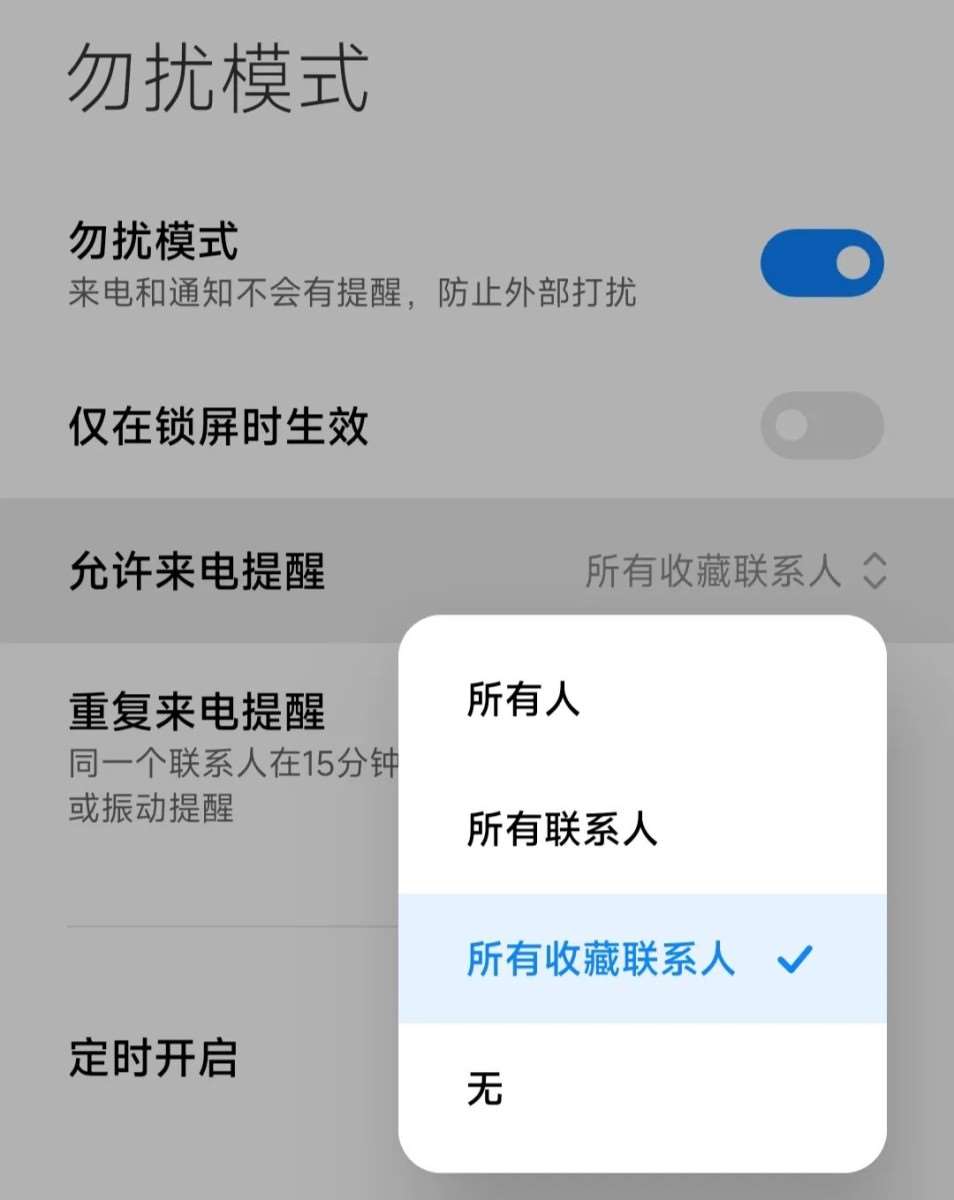 勿扰模式
勿扰模式
来电和通知不会有提醒，防止外部打扰
仅在锁屏时生效
允许来电提醒
所有收藏联系人
重复来电提醒
同一个联系人在15分钟
或振动提醒
定时开启
所有人
所有联系人
所有收藏联系人
无